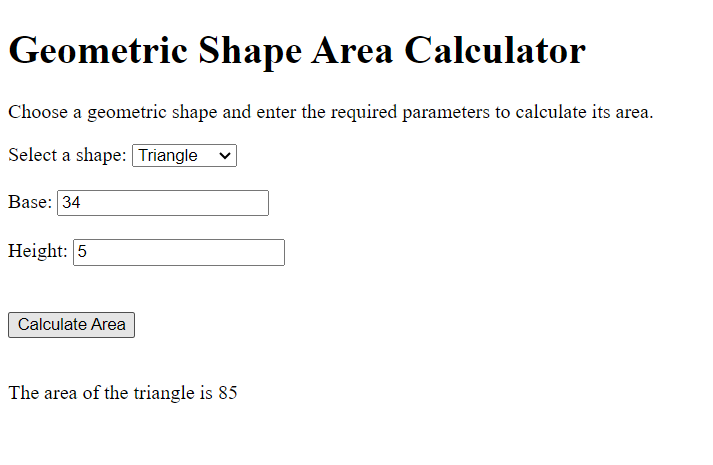 Geometric Shape Area Calculator
Choose a geometric shape and enter the required parameters to calculate its area.
Select a shape: Triangle
Base: 34
Height: 5
Calculate Area
The area of the triangle is 85